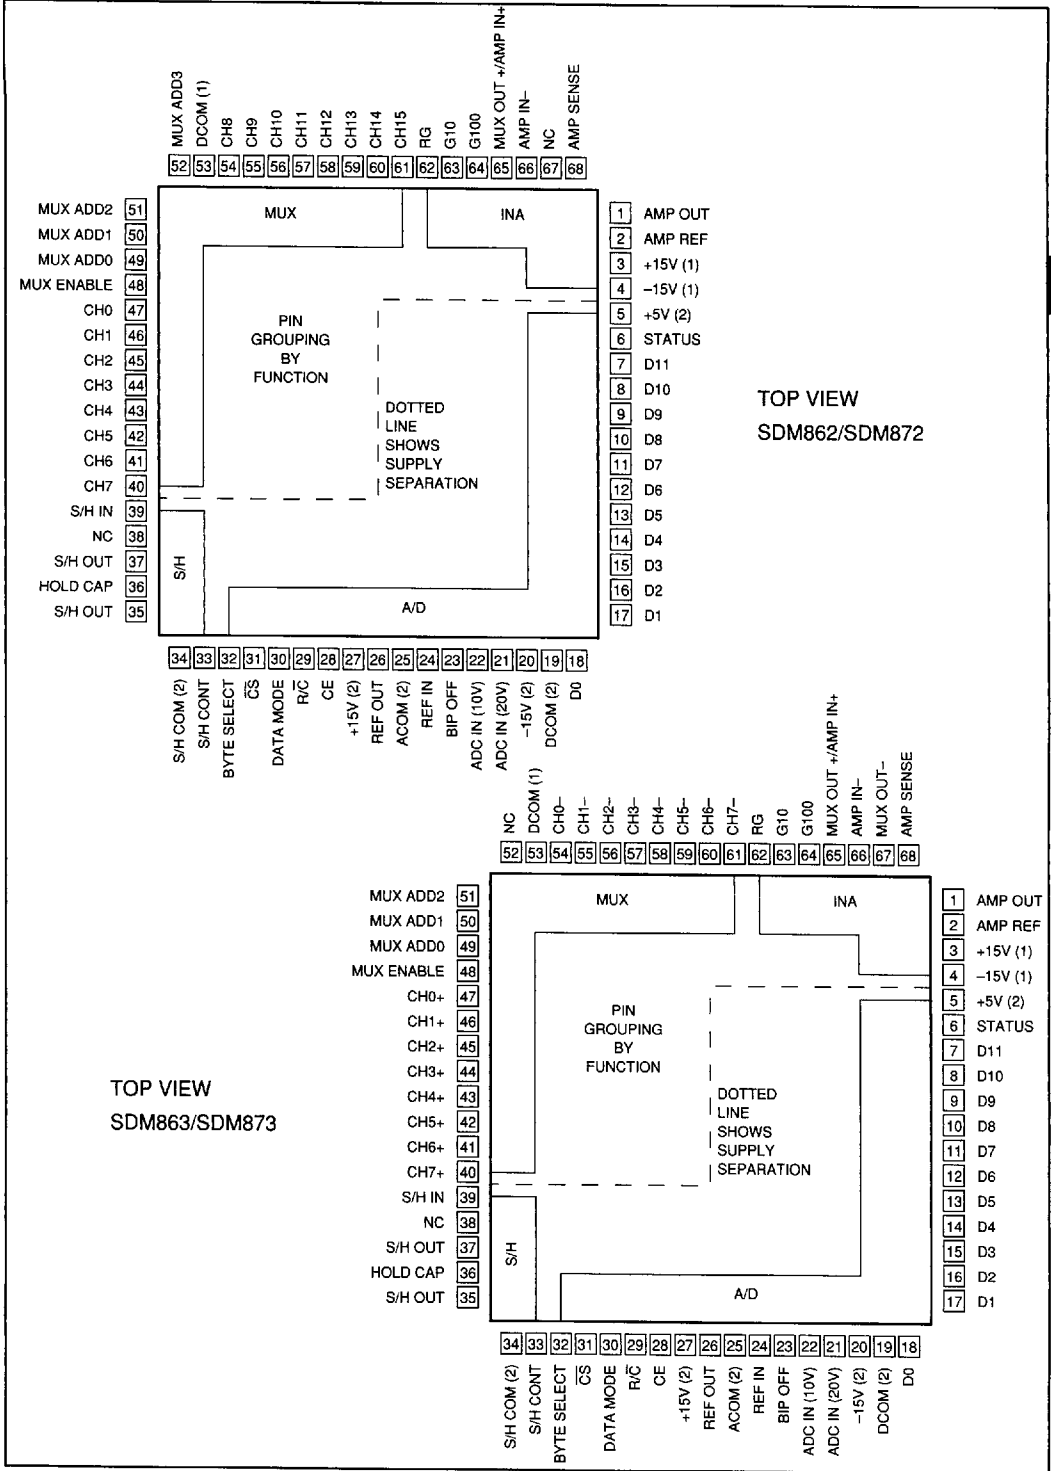 MUX ADD3
DCOM (1)
CH8
CH9
CH10
CH11
CH12
CH13
CH14
CH15
RG
G10
G100
MUX OUT +/AMP IN+
AMP IN–
NC
AMP SENSE
52 53 54 55 56 57 58 59 60 61 62 63 64 65 66 67 68
MUX ADD2 51
MUX ADD1 50
MUX ADD0 49
MUX ENABLE 48
CH0 47
CH1 46
CH2 45
CH3 44
CH4 43
CH5 42
CH6 41
CH7 40
S/H IN 39
NC 38
S/H OUT 37
HOLD CAP 36
S/H OUT 35
MUX
INA
PIN
GROUPING
BY
FUNCTION
DOTTED
LINE
SHOWS
SUPPLY
SEPARATION
S/H
A/D
1 AMP OUT
2 AMP REF
3 +15V (1)
4 –15V (1)
5 +5V (2)
6 STATUS
7 D11
8 D10
9 D9
10 D8
11 D7
12 D6
13 D5
14 D4
15 D3
16 D2
17 D1
TOP VIEW
SDM862/SDM872
34 33 32 31 30 29 28 27 26 25 24 23 22 21 20 19 18
S/H COM (2)
S/H CONT
BYTE SELECT
C̅S̅
DATA MODE
R/C̅
CE
+15V (2)
REF OUT
ACOM (2)
REF IN
BIP OFF
ADC IN (10V)
ADC IN (20V)
–15V (2)
DCOM (2)
D0
NC
DCOM (1)
CH0–
CH1–
CH2–
CH3–
CH4–
CH5–
CH6–
CH7–
RG
G10
G100
MUX OUT +/AMP IN+
AMP IN–
MUX OUT–
AMP SENSE
52 53 54 55 56 57 58 59 60 61 62 63 64 65 66 67 68
MUX ADD2 51
MUX ADD1 50
MUX ADD0 49
MUX ENABLE 48
CH0+ 47
CH1+ 46
CH2+ 45
CH3+ 44
CH4+ 43
CH5+ 42
CH6+ 41
CH7+ 40
S/H IN 39
NC 38
S/H OUT 37
HOLD CAP 36
S/H OUT 35
MUX
INA
PIN
GROUPING
BY
FUNCTION
DOTTED
LINE
SHOWS
SUPPLY
SEPARATION
S/H
A/D
1 AMP OUT
2 AMP REF
3 +15V (1)
4 –15V (1)
5 +5V (2)
6 STATUS
7 D11
8 D10
9 D9
10 D8
11 D7
12 D6
13 D5
14 D4
15 D3
16 D2
17 D1
TOP VIEW
SDM863/SDM873
34 33 32 31 30 29 28 27 26 25 24 23 22 21 20 19 18
S/H COM (2)
S/H CONT
BYTE SELECT
C̅S̅
DATA MODE
R/C̅
CE
+15V (2)
REF OUT
ACOM (2)
REF IN
BIP OFF
ADC IN (10V)
ADC IN (20V)
–15V (2)
DCOM (2)
D0